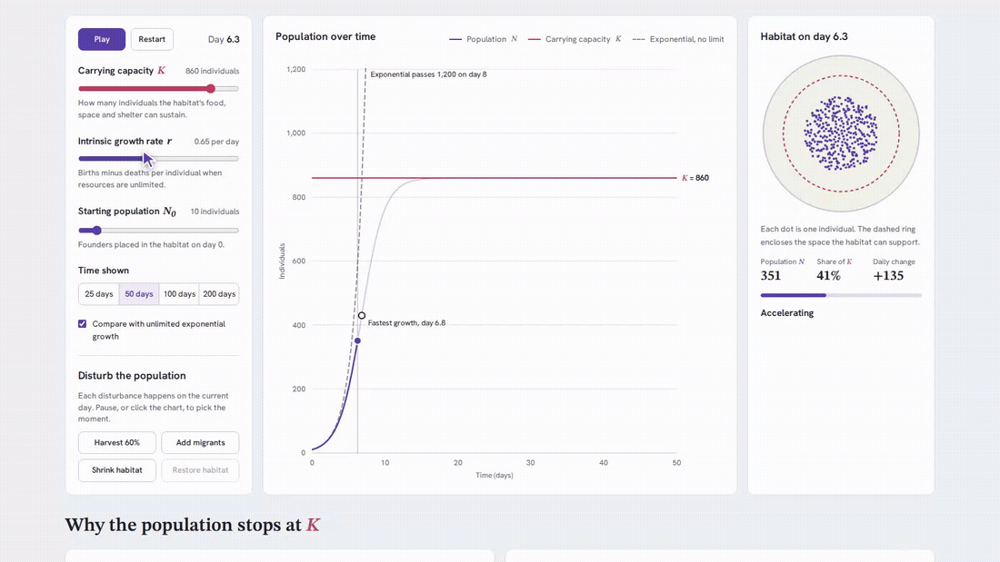 Play
Restart
Day 6.3
Carrying capacity K
860 individuals
How many individuals the habitat's food,
space and shelter can sustain.
Intrinsic growth rate r
0.65 per day
Births minus deaths per individual when
resources are unlimited.
Starting population N0
10 individuals
Founders placed in the habitat on day 0.
Time shown
25 days
50 days
100 days
200 days
Compare with unlimited exponential
growth
Disturb the population
Each disturbance happens on the current
day. Pause, or click the chart, to pick the
moment.
Harvest 60%
Add migrants
Shrink habitat
Restore habitat
Population over time
Population N
Carrying capacity K
Exponential, no limit
1,200
Exponential passes 1,200 on day 8
1,000
K = 860
800
600
Individuals
400
Fastest growth, day 6.8
200
0
0
10
20
30
40
50
Time (days)
Habitat on day 6.3
Each dot is one individual. The dashed ring
encloses the space the habitat can support.
Population N
Share of K
Daily change
351
41%
+135
Accelerating
Why the population stops at K